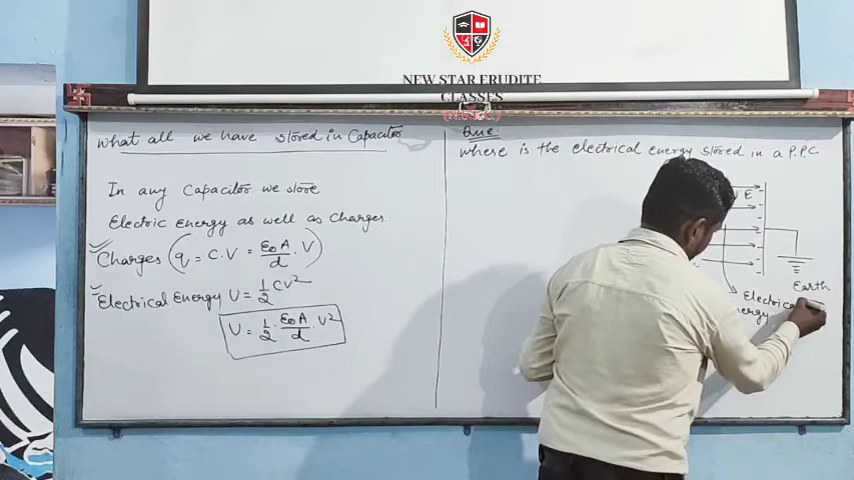 NEW STAR ERUDITE
CLASSES
What all we have stored in Capacitor
In any Capacitor we store
Electric energy as well as charges
Charges (q = C.V = ε₀A/d . V)
Electrical Energy U = 1/2 CV²
U = 1/2 . ε₀A/d . V²
Que
Where is the electrical energy stored in a P.P.C.
E
Earth
Electrica